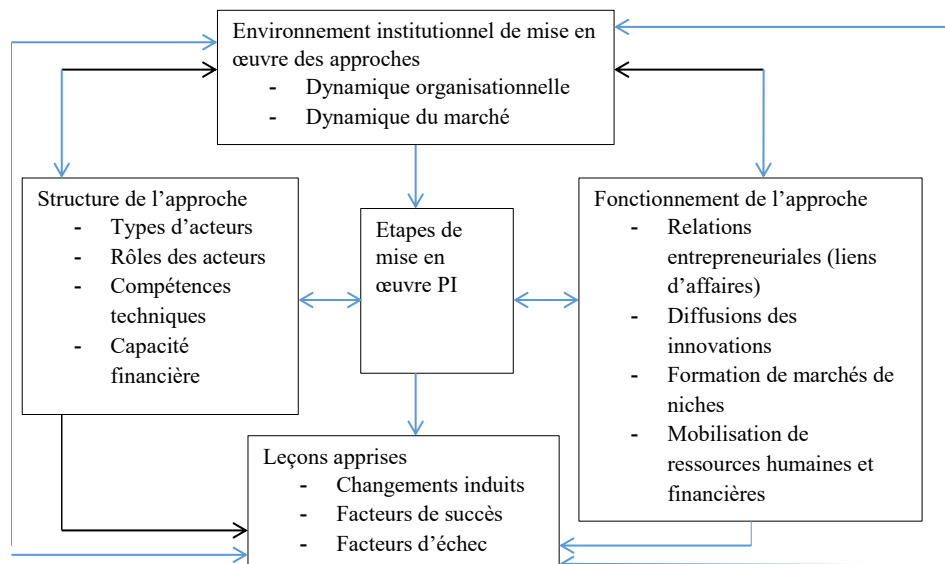 Environnement institutionnel de mise en
œuvre des approches
- Dynamique organisationnelle
- Dynamique du marché
Structure de l’approche
- Types d’acteurs
- Rôles des acteurs
- Compétences
techniques
- Capacité
financière
Etapes de
mise en
œuvre PI
Fonctionnement de l’approche
- Relations
entrepreneuriales (liens
d’affaires)
- Diffusions des
innovations
- Formation de marchés de
niches
- Mobilisation de
ressources humaines et
financières
Leçons apprises
- Changements induits
- Facteurs de succès
- Facteurs d’échec